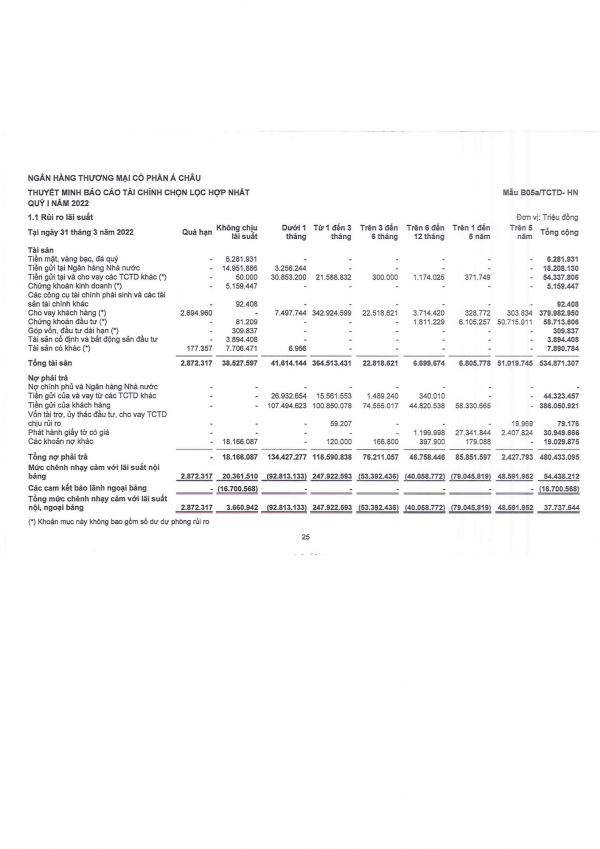 NGÂN HÀNG THƯƠNG MẠI CỔ PHẦN Á CHÂU
THUYẾT MINH BÁO CÁO TÀI CHÍNH CHỌN LỌC HỢP NHẤT Mẫu B05a/TCTD- HN
QUÝ I NĂM 2022
1.1 Rủi ro lãi suất Đơn vị: Triệu đồng
Tại ngày 31 tháng 3 năm 2022 Quá hạn Không chịu lãi suất Dưới 1 tháng Từ 1 đến 3 tháng Trên 3 đến 6 tháng Trên 6 đến 12 tháng Trên 1 đến 5 năm Trên 5 năm Tổng cộng
Tài sản
Tiền mặt, vàng bạc, đá quý - 6.281.931 - - - - - - 6.281.931
Tiền gửi tại Ngân hàng Nhà nước - 14.951.886 3.256.244 - - - - - 18.208.130
Tiền gửi tại và cho vay các TCTD khác (*) - 50.000 30.853.200 21.588.832 300.000 1.174.025 371.749 - 54.337.806
Chứng khoán kinh doanh (*) - 5.159.447 - - - - - - 5.159.447
Các công cụ tài chính phái sinh và các tài
sản tài chính khác - 92.408 - - - - - - 92.408
Cho vay khách hàng (*) 2.694.960 - 7.497.744 342.924.599 22.518.621 3.714.420 328.772 303.834 379.982.950
Chứng khoán đầu tư (*) - 81.209 - - - 1.811.229 6.105.257 50.715.911 58.713.606
Góp vốn, đầu tư dài hạn (*) - 309.837 - - - - - - 309.837
Tài sản cố định và bất động sản đầu tư - 3.894.408 - - - - - - 3.894.408
Tài sản có khác (*) 177.357 7.706.471 6.956 - - - - - 7.890.784
Tổng tài sản 2.872.317 38.527.597 41.614.144 364.513.431 22.818.621 6.699.674 6.805.778 51.019.745 534.871.307
Nợ phải trả
Nợ chính phủ và Ngân hàng Nhà nước - - - - - - - - -
Tiền gửi của và vay từ các TCTD khác - - 26.932.654 15.561.553 1.489.240 340.010 - - 44.323.457
Tiền gửi của khách hàng - - 107.494.623 100.850.078 74.555.017 44.820.538 58.330.665 - 386.050.921
Vốn tài trợ, ủy thác đầu tư, cho vay TCTD
chịu rủi ro - - - 59.207 - - - 19.969 79.176
Phát hành giấy tờ có giá - - - - - 1.199.998 27.341.844 2.407.824 30.949.666
Các khoản nợ khác - 18.166.087 - 120.000 166.800 397.900 179.088 - 19.029.875
Tổng nợ phải trả - 18.166.087 134.427.277 116.590.838 76.211.057 46.758.446 85.851.597 2.427.793 480.433.095
Mức chênh nhạy cảm với lãi suất nội
bảng 2.872.317 20.361.510 (92.813.133) 247.922.593 (53.392.436) (40.058.772) (79.045.819) 48.591.952 54.438.212
Các cam kết bảo lãnh ngoại bảng - (16.700.568) - - - - - - (16.700.568)
Tổng mức chênh nhạy cảm với lãi suất
nội, ngoại bảng 2.872.317 3.660.942 (92.813.133) 247.922.593 (53.392.436) (40.058.772) (79.045.819) 48.591.952 37.737.644
(*) Khoản mục này không bao gồm số dư dự phòng rủi ro
25